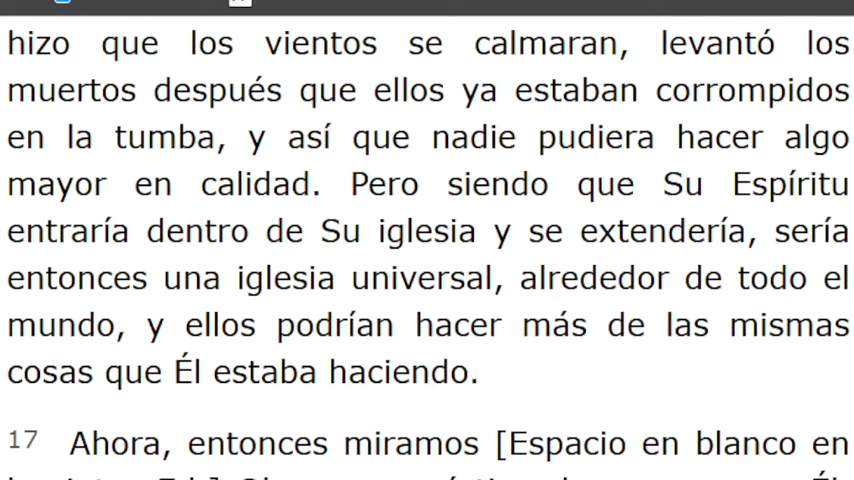 hizo que los vientos se calmaran, levantó los
muertos después que ellos ya estaban corrompidos
en la tumba, y así que nadie pudiera hacer algo
mayor en calidad. Pero siendo que Su Espíritu
entraría dentro de Su iglesia y se extendería, sería
entonces una iglesia universal, alrededor de todo el
mundo, y ellos podrían hacer más de las mismas
cosas que Él estaba haciendo.
17 Ahora, entonces miramos [Espacio en blanco en